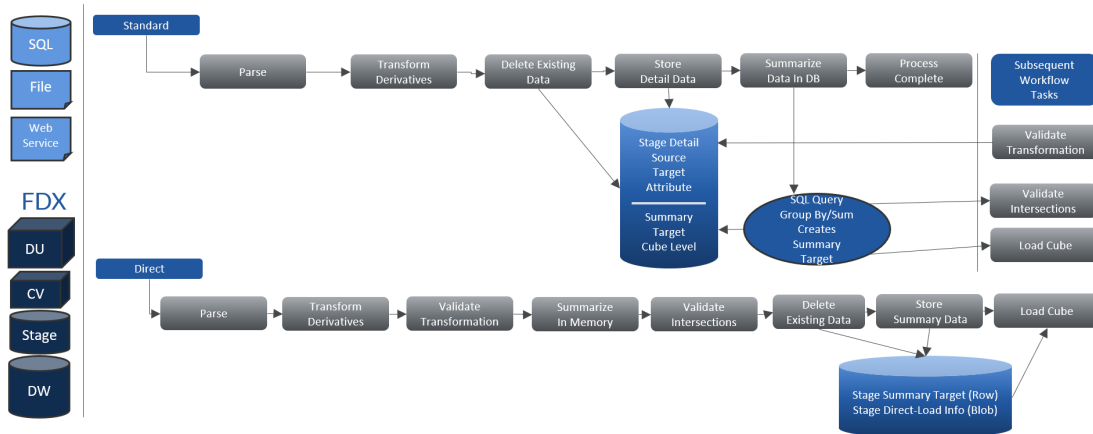 SQL
File
Web
Service
FDX
DU
CV
Stage
DW
Standard
Parse
Transform
Derivatives
Delete Existing
Data
Store
Detail Data
Summarize
Data In DB
Process
Complete
Subsequent
Workflow
Tasks
Stage Detail
Source
Target
Attribute
Summary
Target
Cube Level
SQL Query
Group By/Sum
Creates
Summary
Target
Validate
Transformation
Validate
Intersections
Load Cube
Direct
Parse
Transform
Derivatives
Validate
Transformation
Summarize
In Memory
Validate
Intersections
Delete
Existing Data
Store
Summary Data
Load Cube
Stage Summary Target (Row)
Stage Direct-Load Info (Blob)